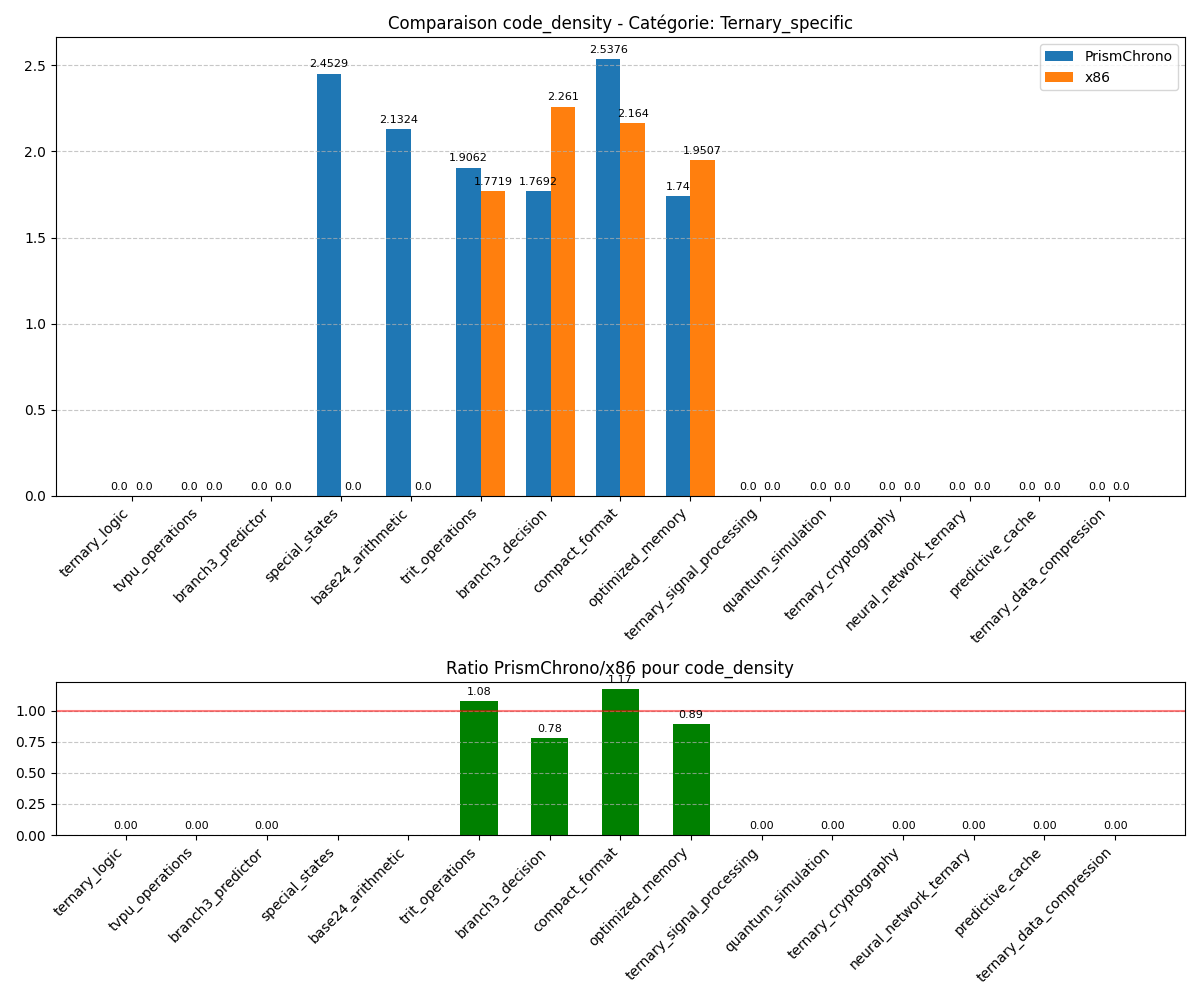 Comparaison code_density - Catégorie: Ternary_specific
PrismChrono
x86
2.5
2.0
1.5
1.0
0.5
0.0
0.0 0.0
0.0 0.0
0.0 0.0
2.4529 0.0
2.1324 0.0
1.9062 1.7719
1.7692 2.261
2.5376 2.164
1.74 1.9507
0.0 0.0
0.0 0.0
0.0 0.0
0.0 0.0
0.0 0.0
0.0 0.0
ternary_logic
tvpu_operations
branch3_predictor
special_states
base24_arithmetic
trit_operations
branch3_decision
compact_format
optimized_memory
ternary_signal_processing
quantum_simulation
ternary_cryptography
neural_network_ternary
predictive_cache
ternary_data_compression
Ratio PrismChrono/x86 pour code_density
1.00
0.75
0.50
0.25
0.00
0.00
0.00
0.00
1.08
0.78
1.17
0.89
0.00
0.00
0.00
0.00
0.00
0.00
ternary_logic
tvpu_operations
branch3_predictor
special_states
base24_arithmetic
trit_operations
branch3_decision
compact_format
optimized_memory
ternary_signal_processing
quantum_simulation
ternary_cryptography
neural_network_ternary
predictive_cache
ternary_data_compression